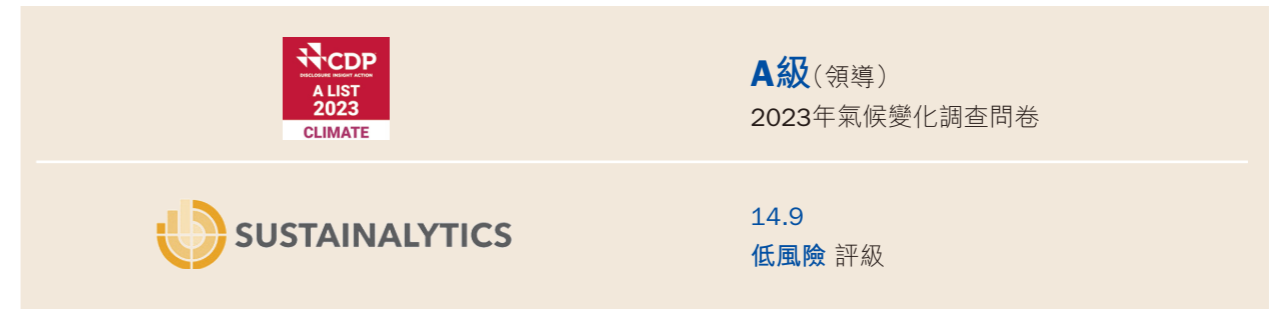 CDP
DISCLOSURE INSIGHT ACTION
A LIST
2023
CLIMATE
A級(領導)
2023年氣候變化調查問卷
SUSTAINALYTICS
14.9
低風險 評級